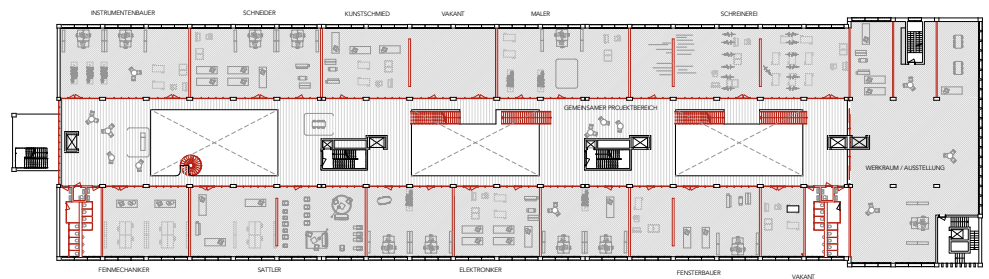 INSTRUMENTENBAUER
SCHNEIDER
KUNSTSCHMIED
VAKANT
MALER
SCHREINEREI
GEMEINSAMER PROJEKTBEREICH
WERKRAUM / AUSSTELLUNG
FEINMECHANIKER
SATTLER
ELEKTRONIKER
FENSTERBAUER
VAKANT